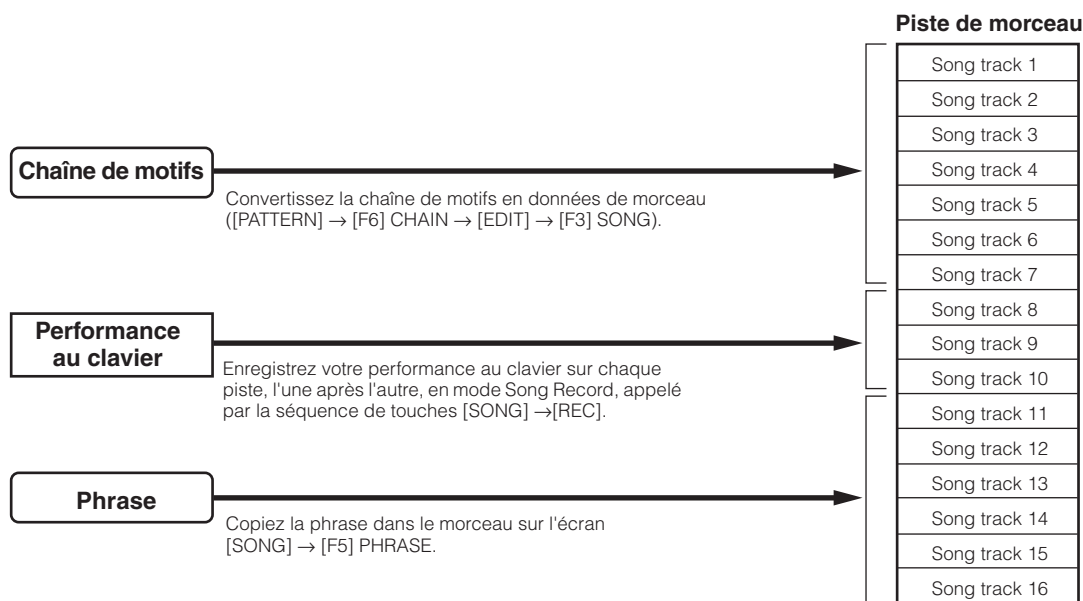 Piste de morceau
Song track 1
Song track 2
Song track 3
Song track 4
Song track 5
Song track 6
Song track 7
Song track 8
Song track 9
Song track 10
Song track 11
Song track 12
Song track 13
Song track 14
Song track 15
Song track 16
Chaîne de motifs
Convertissez la chaîne de motifs en données de morceau
([PATTERN] → [F6] CHAIN → [EDIT] → [F3] SONG).
Performance
au clavier
Enregistrez votre performance au clavier sur chaque
piste, l'une après l'autre, en mode Song Record, appelé
par la séquence de touches [SONG] →[REC].
Phrase
Copiez la phrase dans le morceau sur l'écran
[SONG] → [F5] PHRASE.